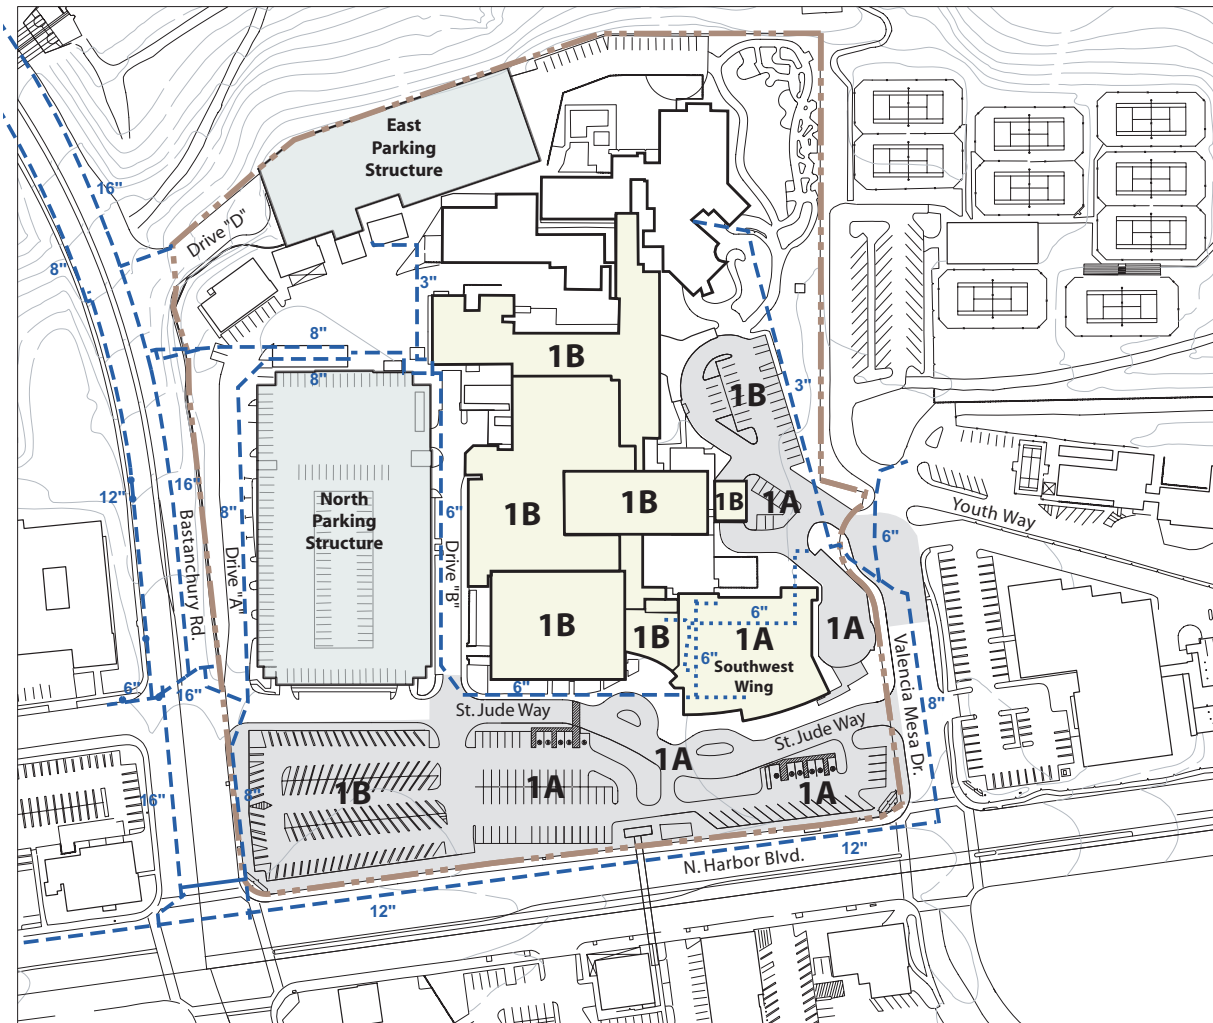 East
Parking
Structure
16"
Drive "D"
8"
3"
8"
1B
8"
1B
3"
12"
16"
North
Parking
Structure
1B
1B
1B
1A
Youth Way
8"
6"
6"
Bastanchury Rd.
Drive "A"
Drive "B"
1B
1B
6"
1A
Southwest
Wing
6"
1A
Valencia Mesa Dr.
6"
16"
6"
8"
St. Jude Way
St. Jude Way
1A
16"
8"
1B
1A
1A
N. Harbor Blvd.
12"
12"